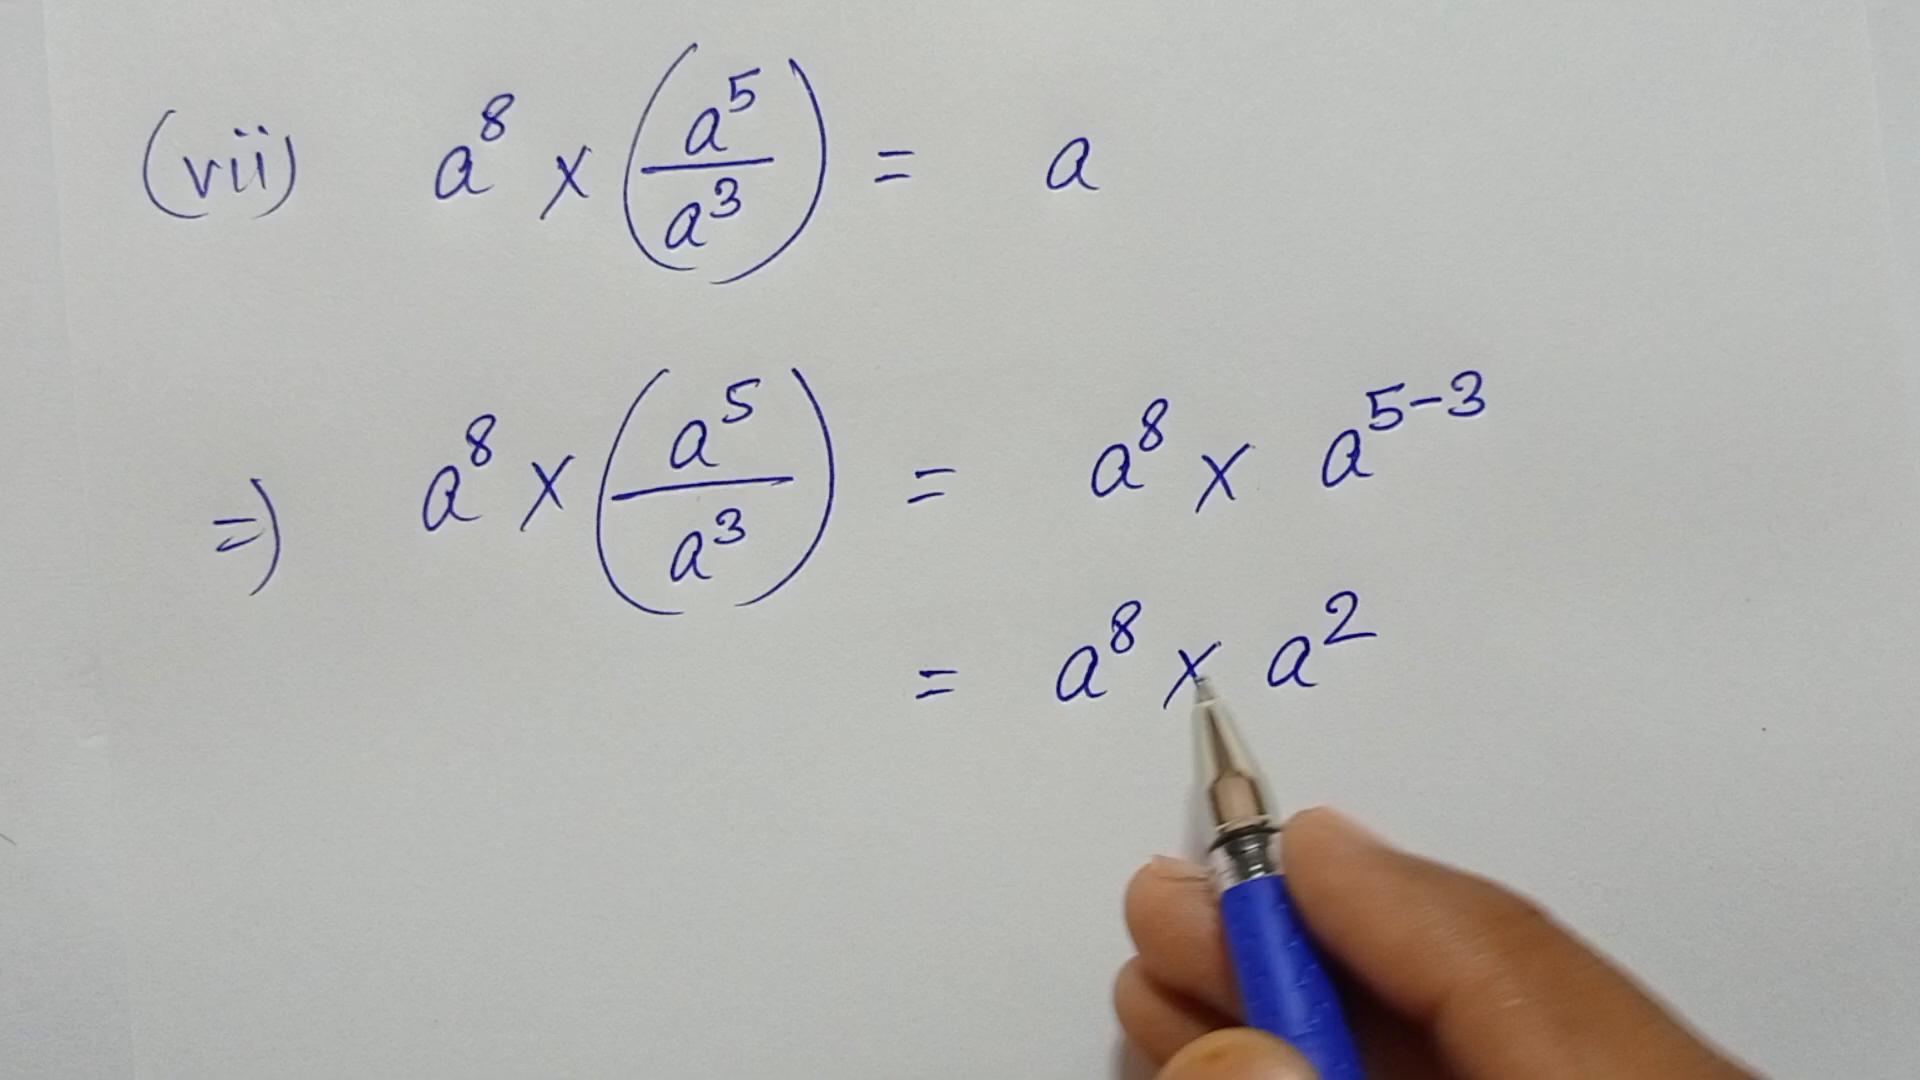 (vii) a⁸ × (a⁵/a³) = a
⇒) a⁸ × (a⁵/a³) = a⁸ × a⁵⁻³
= a⁸ × a²